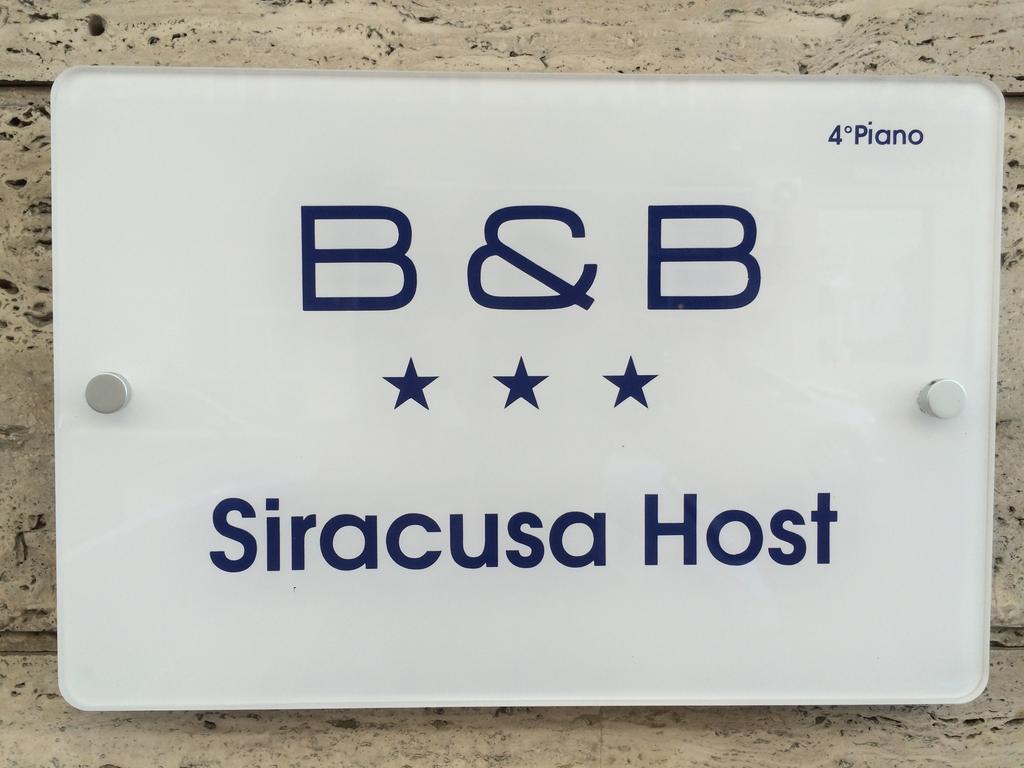 4°Piano
B & B
★ ★ ★
Siracusa Host